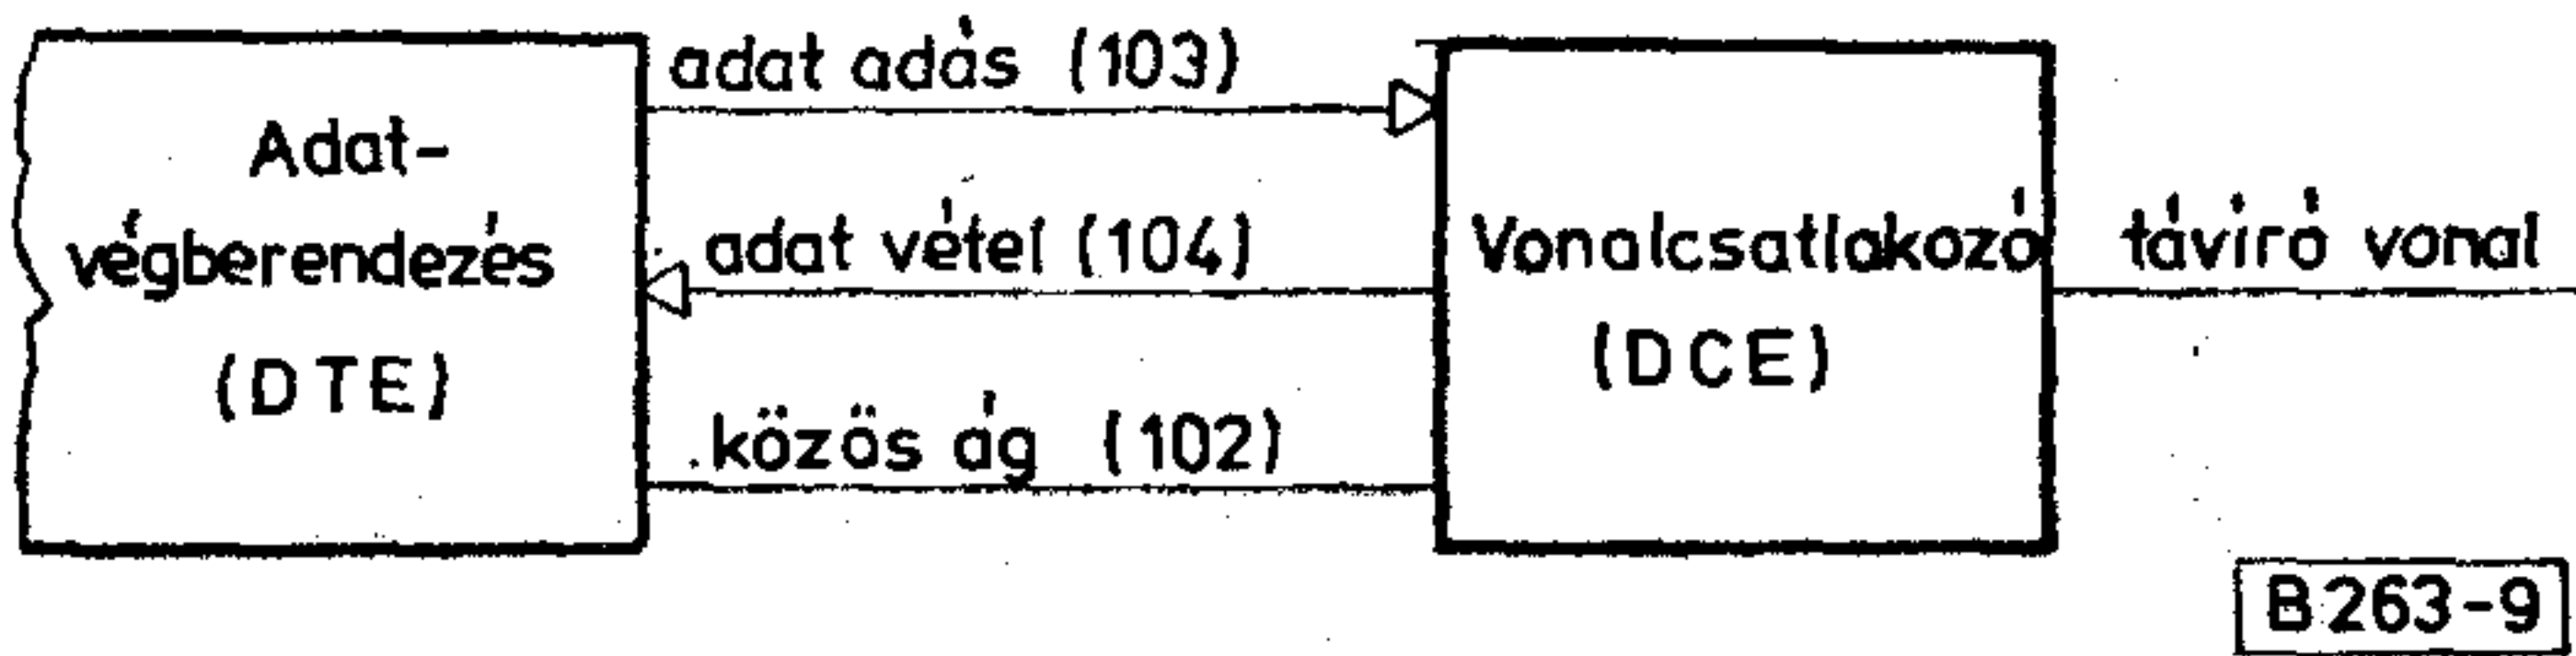 Adat-
végberendezés
(DTE)
adat adás (103)
adat vétel (104)
közös ág (102)
Vonalcsatlakozó
(DCE)
távíró vonal
B263-9